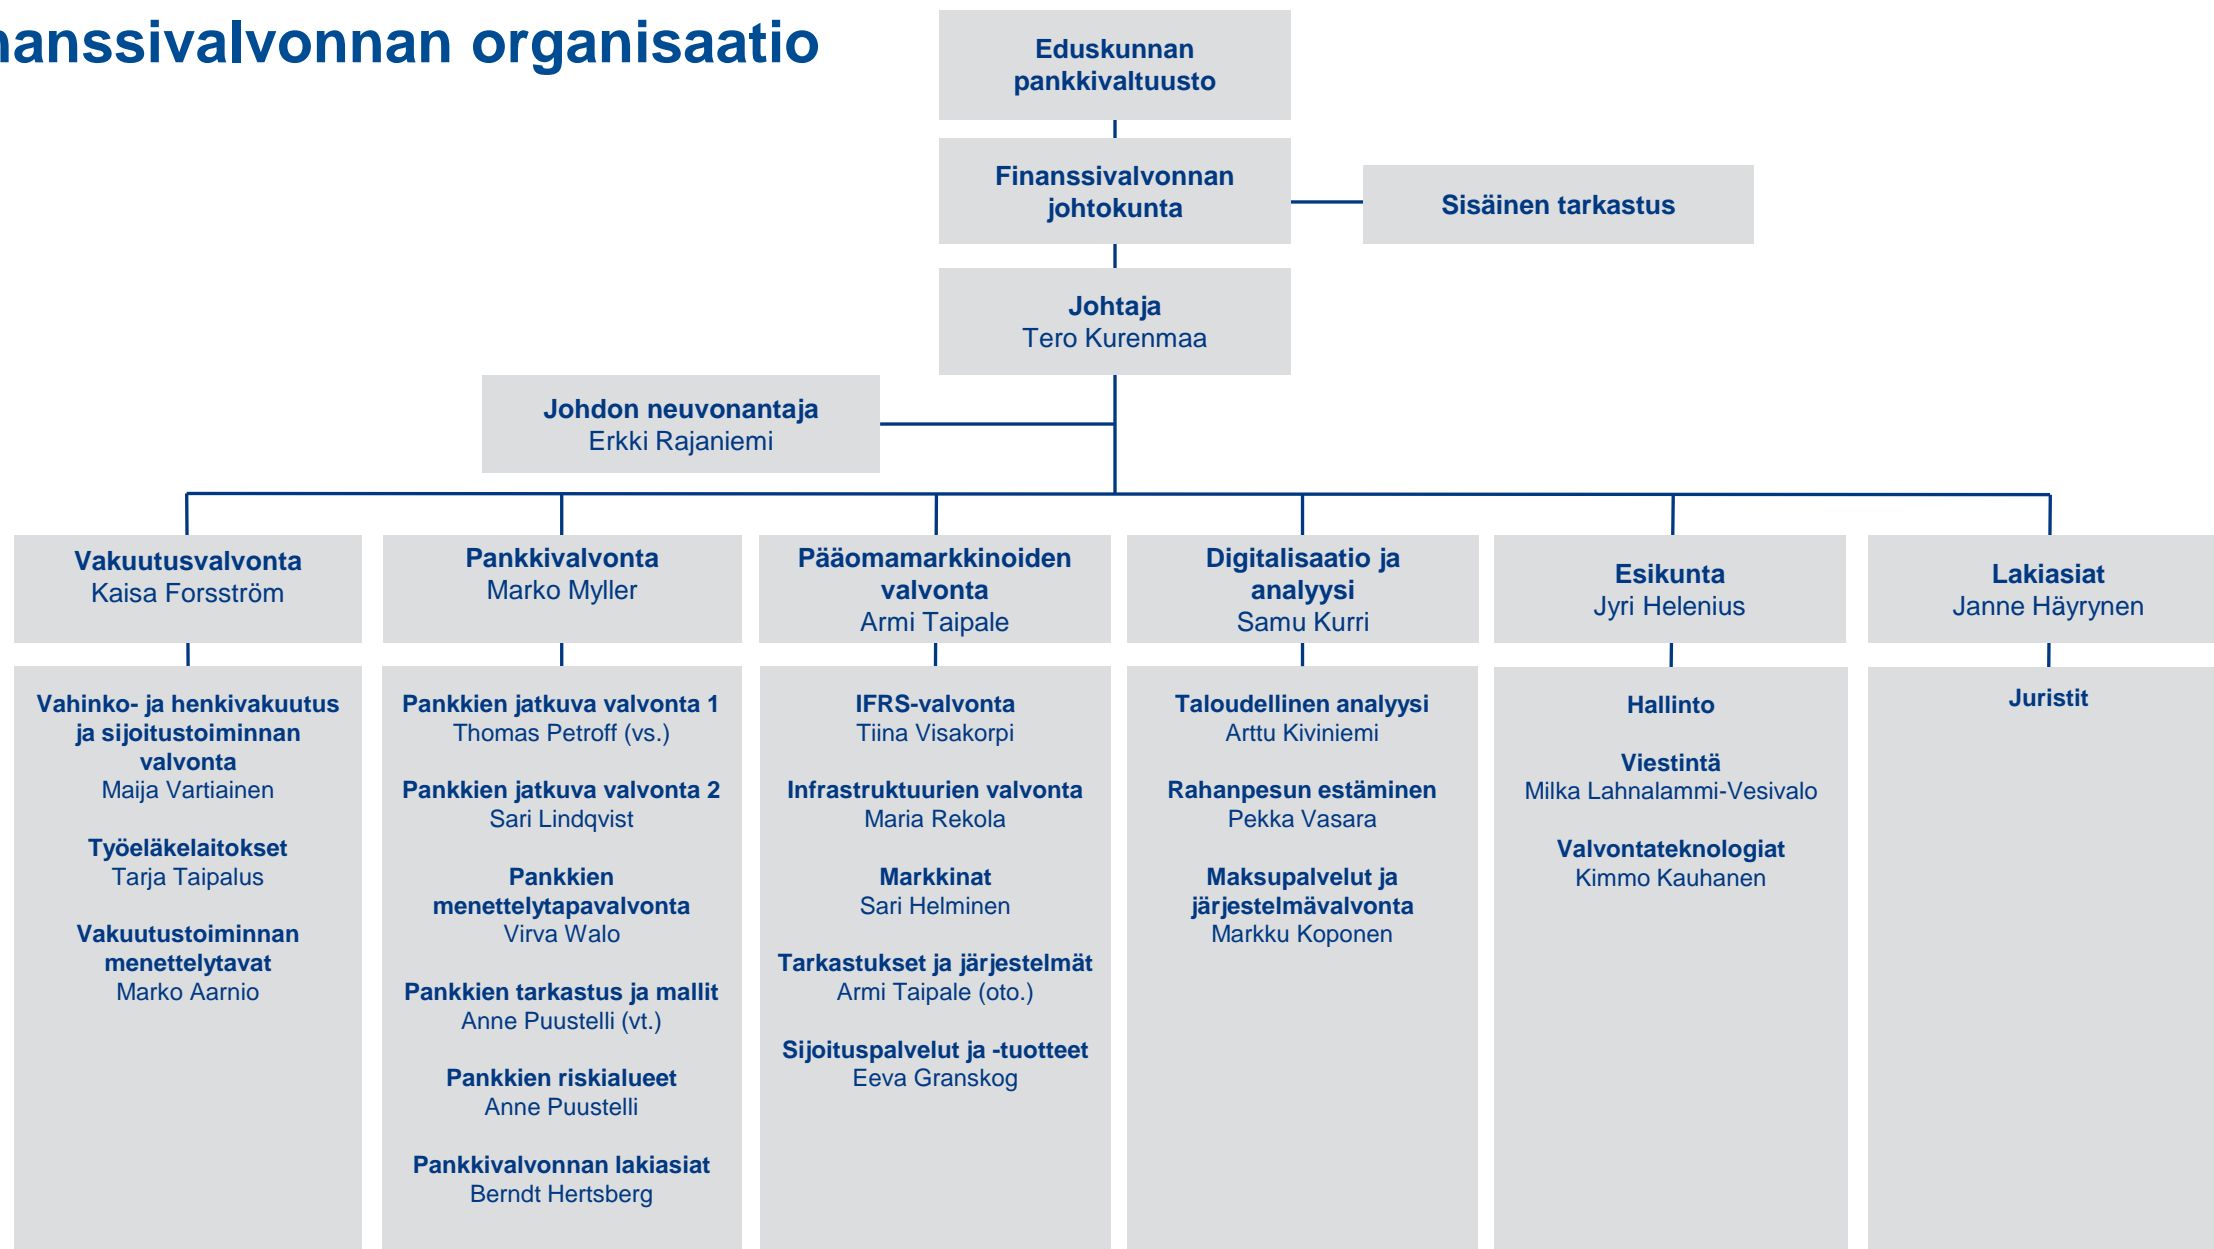 nanssivalvonnan organisaatio
Eduskunnan
pankkivaltuusto
Finanssivalvonnan
johtokunta
Sisäinen tarkastus
Johtaja
Tero Kurenmaa
Johdon neuvonantaja
Erkki Rajaniemi
Vakuutusvalvonta
Kaisa Forsström
Pankkivalvonta
Marko Myller
Pääomamarkkinoiden
valvonta
Armi Taipale
Digitalisaatio ja
analyysi
Samu Kurri
Esikunta
Jyri Helenius
Lakiasiat
Janne Häyrynen
Vahinko- ja henkivakuutus
ja sijoitustoiminnan
valvonta
Maija Vartiainen
Työeläkelaitokset
Tarja Taipalus
Vakuutustoiminnan
menettelytavat
Marko Aarnio
Pankkien jatkuva valvonta 1
Thomas Petroff (vs.)
Pankkien jatkuva valvonta 2
Sari Lindqvist
Pankkien
menettelytapavalvonta
Virva Walo
Pankkien tarkastus ja mallit
Anne Puustelli (vt.)
Pankkien riskialueet
Anne Puustelli
Pankkivalvonnan lakiasiat
Berndt Hertsberg
IFRS-valvonta
Tiina Visakorpi
Infrastruktuurien valvonta
Maria Rekola
Markkinat
Sari Helminen
Tarkastukset ja järjestelmät
Armi Taipale (oto.)
Sijoituspalvelut ja -tuotteet
Eeva Granskog
Taloudellinen analyysi
Arttu Kiviniemi
Rahanpesun estäminen
Pekka Vasara
Maksupalvelut ja
järjestelmävalvonta
Markku Koponen
Hallinto
Viestintä
Milka Lahnalammi-Vesivalo
Valvontateknologiat
Kimmo Kauhanen
Juristit